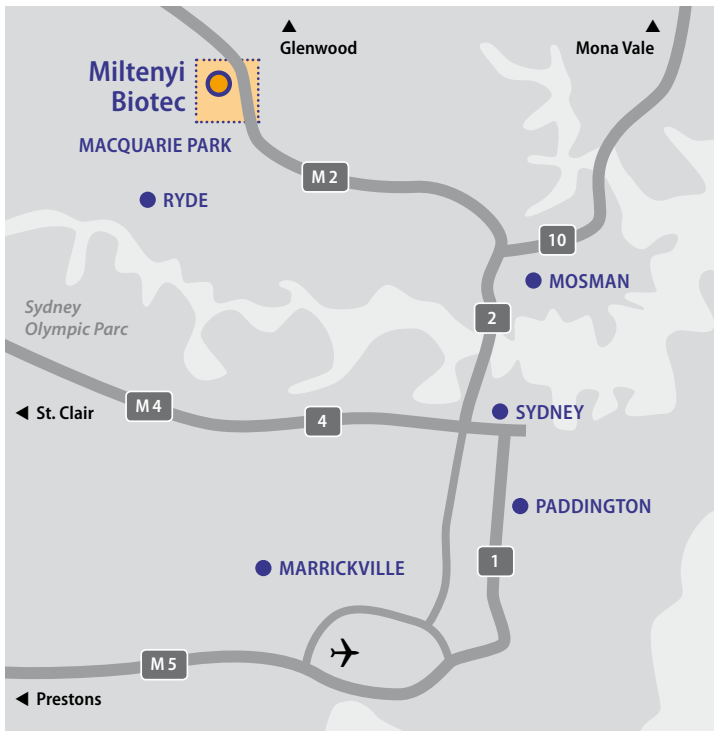 Glenwood
Mona Vale
Miltenyi
Biotec
MACQUARIE PARK
M 2
RYDE
10
MOSMAN
Sydney
Olympic Parc
2
M 4
St. Clair
4
SYDNEY
PADDINGTON
1
MARRICKVILLE
M 5
Prestons